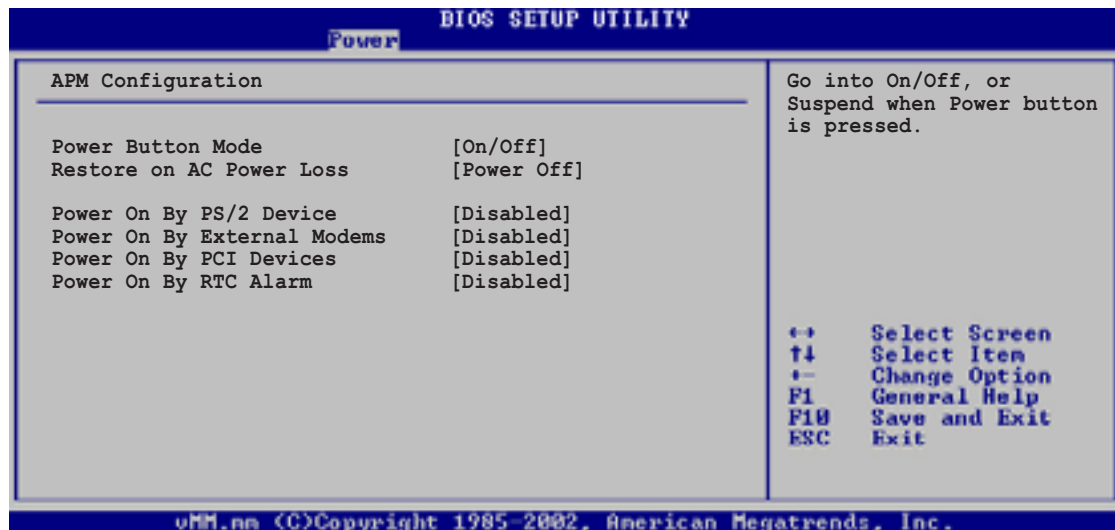 BIOS SETUP UTILITY
Power
APM Configuration
Power Button Mode [On/Off]
Restore on AC Power Loss [Power Off]
Power On By PS/2 Device [Disabled]
Power On By External Modems [Disabled]
Power On By PCI Devices [Disabled]
Power On By RTC Alarm [Disabled]
Go into On/Off, or
Suspend when Power button
is pressed.
←→ Select Screen
↑↓ Select Item
+- Change Option
F1 General Help
F10 Save and Exit
ESC Exit
vMM.mm (C)Copyright 1985-2002, American Megatrends, Inc.